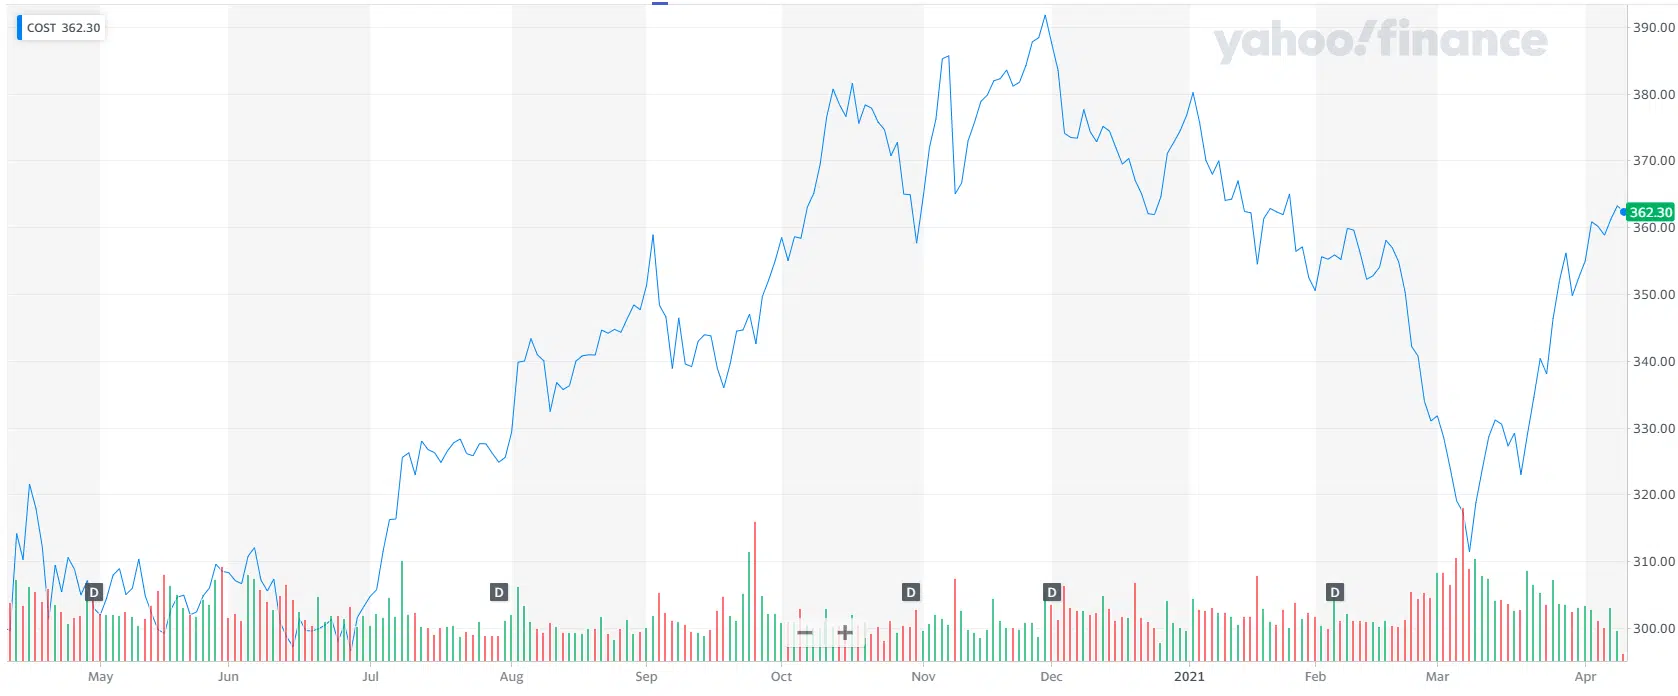 COST 362.30
yahoo!finance
390.00
380.00
370.00
362.30
360.00
350.00
340.00
330.00
320.00
310.00
300.00
D
D
D
D
D
− +
May Jun Jul Aug Sep Oct Nov Dec 2021 Feb Mar Apr